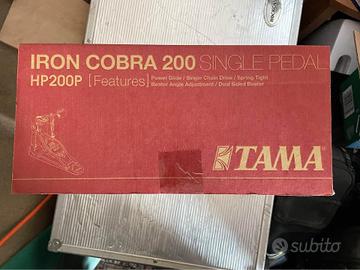 IRON COBRA 200 SINGLE PEDAL
HP200P [Features] Power Glide / Single Chain Drive / Spring Tight
Beater Angle Adjustment / Dual Sided Beater
TAMA
subito